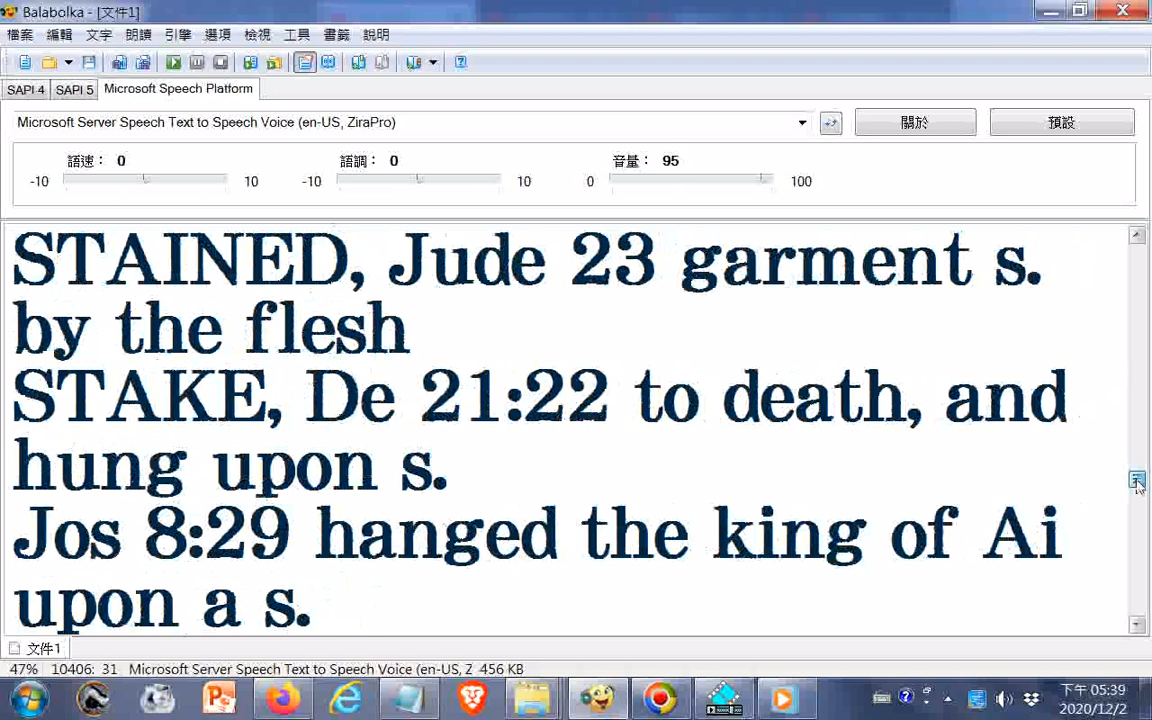 Balabolka - [文件1]
檔案 編輯 文字 朗讀 引擎 選項 檢視 工具 書籤 說明
SAPI 4 SAPI 5 Microsoft Speech Platform
Microsoft Server Speech Text to Speech Voice (en-US, ZiraPro) 關於 預設
語速： 0 語調： 0 音量： 95
-10 10 -10 10 0 100
STAINED, Jude 23 garment s.
by the flesh
STAKE, De 21:22 to death, and
hung upon s.
Jos 8:29 hanged the king of Ai
upon a s.
文件1
47% 10406: 31 Microsoft Server Speech Text to Speech Voice (en-US, Z 456 KB
下午 05:39
2020/12/2